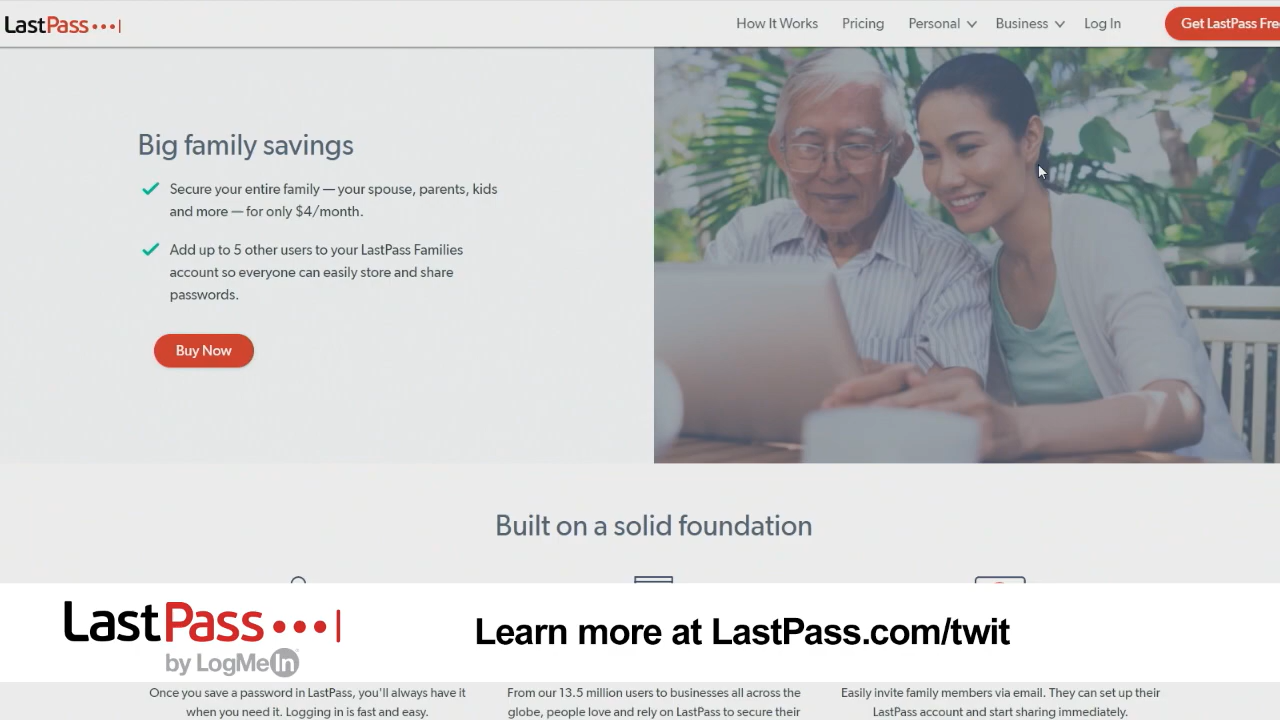 LastPass
How It Works
Pricing
Personal
Business
Log In
Get LastPass Fre
Big family savings
Secure your entire family — your spouse, parents, kids
and more — for only $4/month.
Add up to 5 other users to your LastPass Families
account so everyone can easily store and share
passwords.
Buy Now
Built on a solid foundation
LastPass
by LogMeIn
Learn more at LastPass.com/twit
Once you save a password in LastPass, you'll always have it
when you need it. Logging in is fast and easy.
From our 13.5 million users to businesses all across the
globe, people love and rely on LastPass to secure their
Easily invite family members via email. They can set up their
LastPass account and start sharing immediately.